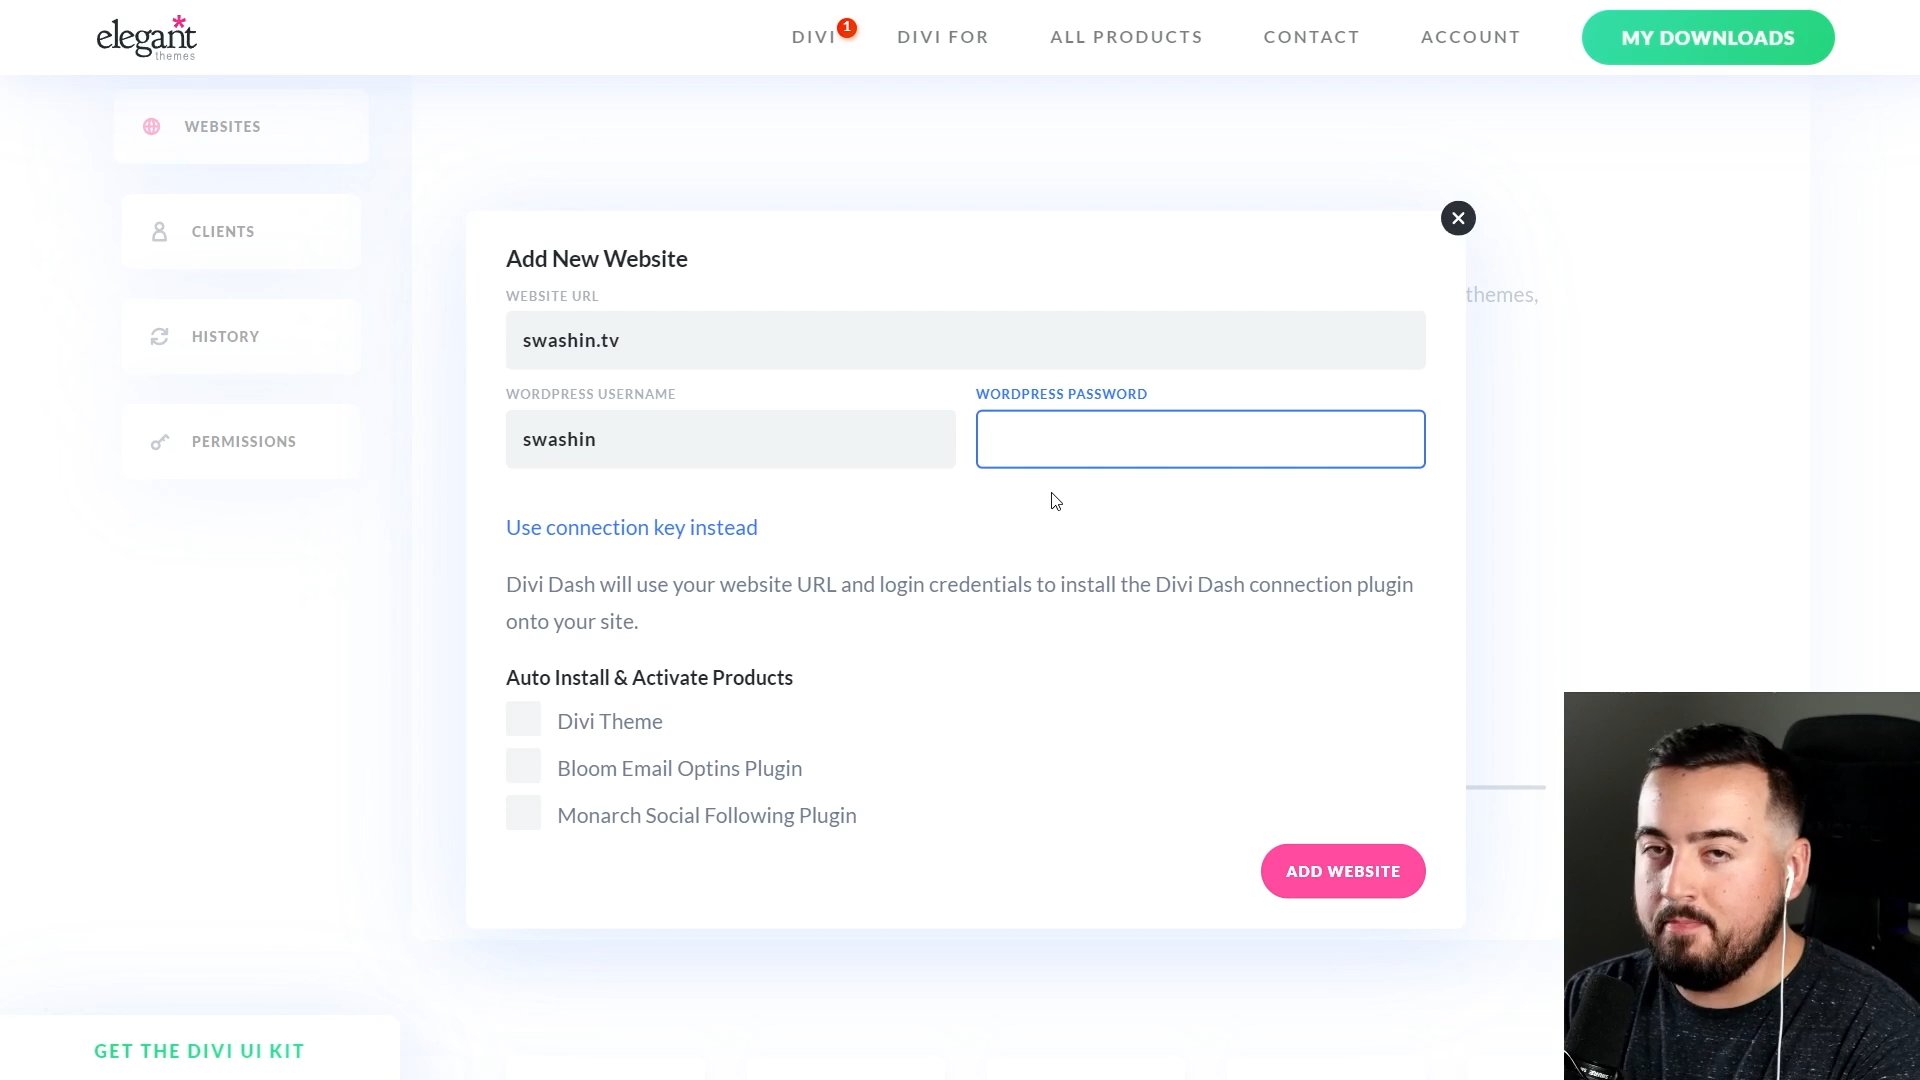 elegant
themes
DIVI
1
DIVI FOR
ALL PRODUCTS
CONTACT
ACCOUNT
MY DOWNLOADS
WEBSITES
CLIENTS
HISTORY
PERMISSIONS
Add New Website
WEBSITE URL
swashin.tv
themes,
WORDPRESS USERNAME
WORDPRESS PASSWORD
swashin
Use connection key instead
Divi Dash will use your website URL and login credentials to install the Divi Dash connection plugin
onto your site.
Auto Install & Activate Products
Divi Theme
Bloom Email Optins Plugin
Monarch Social Following Plugin
ADD WEBSITE
GET THE DIVI UI KIT